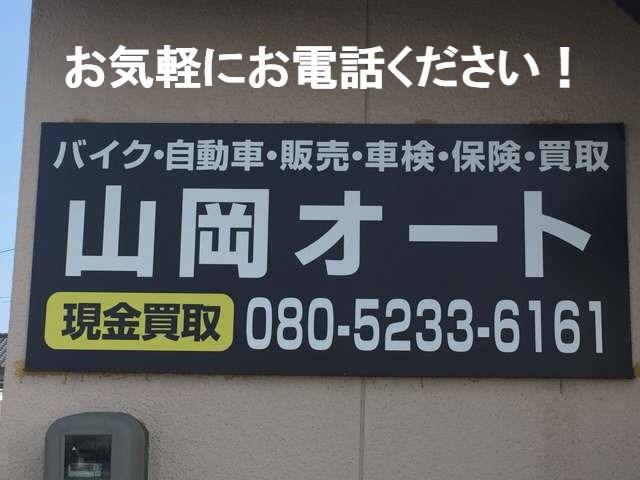 お気軽にお電話ください！
バイク・自動車・販売・車検・保険・買取
山岡オート
現金買取 080-5233-6161